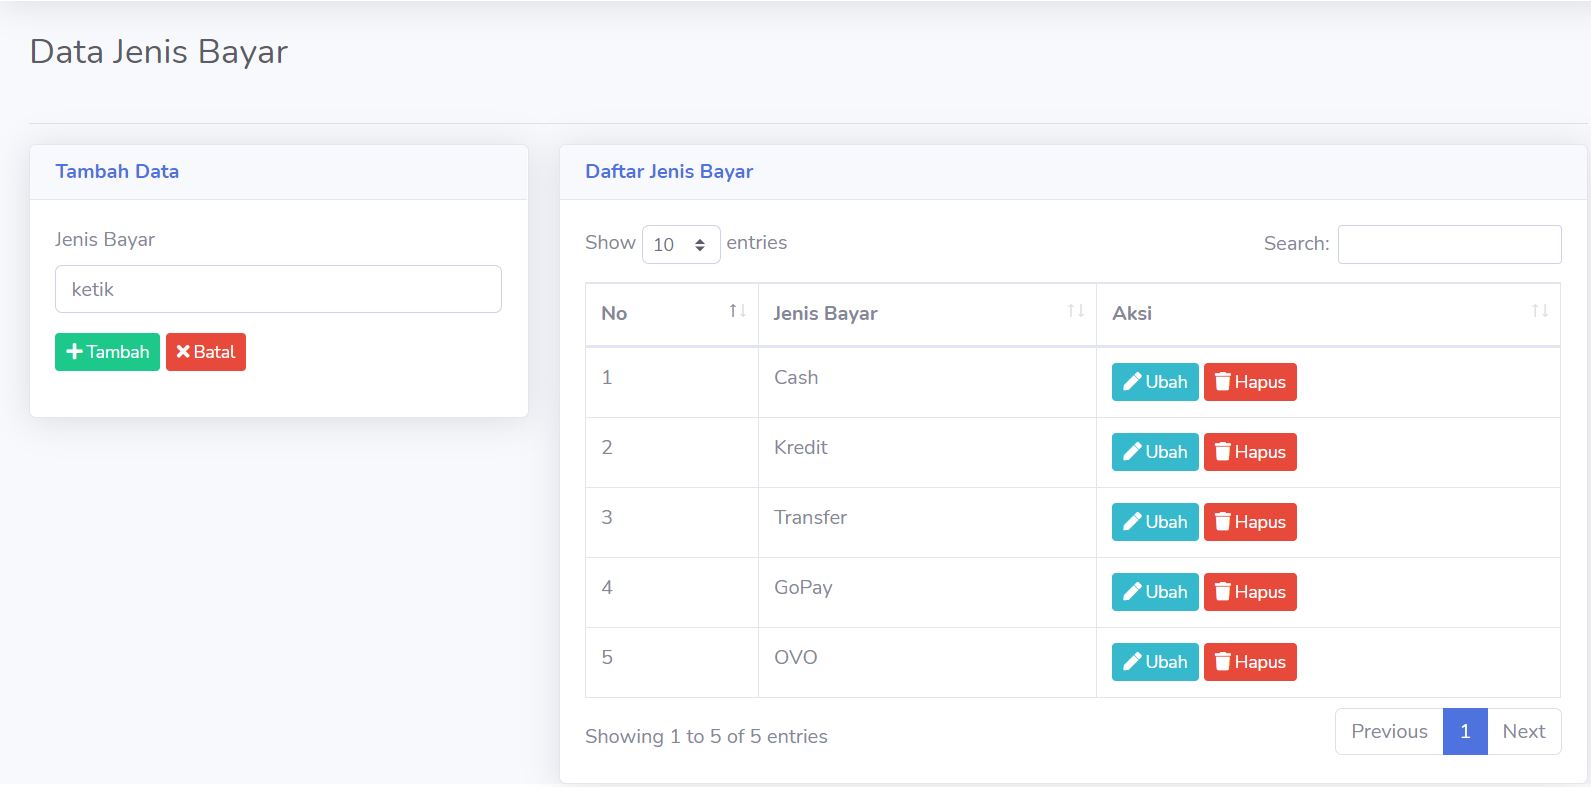 Data Jenis Bayar
Tambah Data
Jenis Bayar
ketik
Tambah Batal
Daftar Jenis Bayar
Show 10 entries Search:
No Jenis Bayar Aksi
1 Cash Ubah Hapus
2 Kredit Ubah Hapus
3 Transfer Ubah Hapus
4 GoPay Ubah Hapus
5 OVO Ubah Hapus
Showing 1 to 5 of 5 entries Previous 1 Next